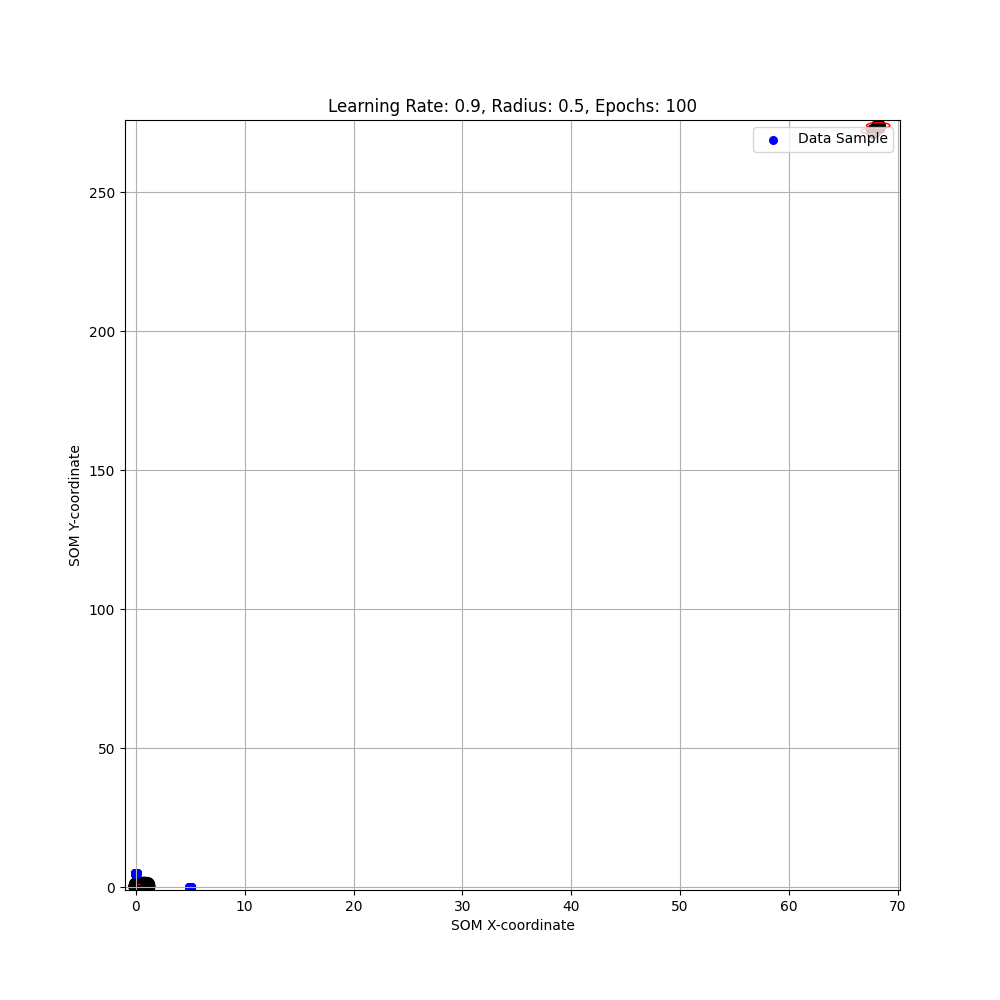 Learning Rate: 0.9, Radius: 0.5, Epochs: 100
Data Sample
250
200
150
100
50
0
SOM Y-coordinate
0 10 20 30 40 50 60 70
SOM X-coordinate